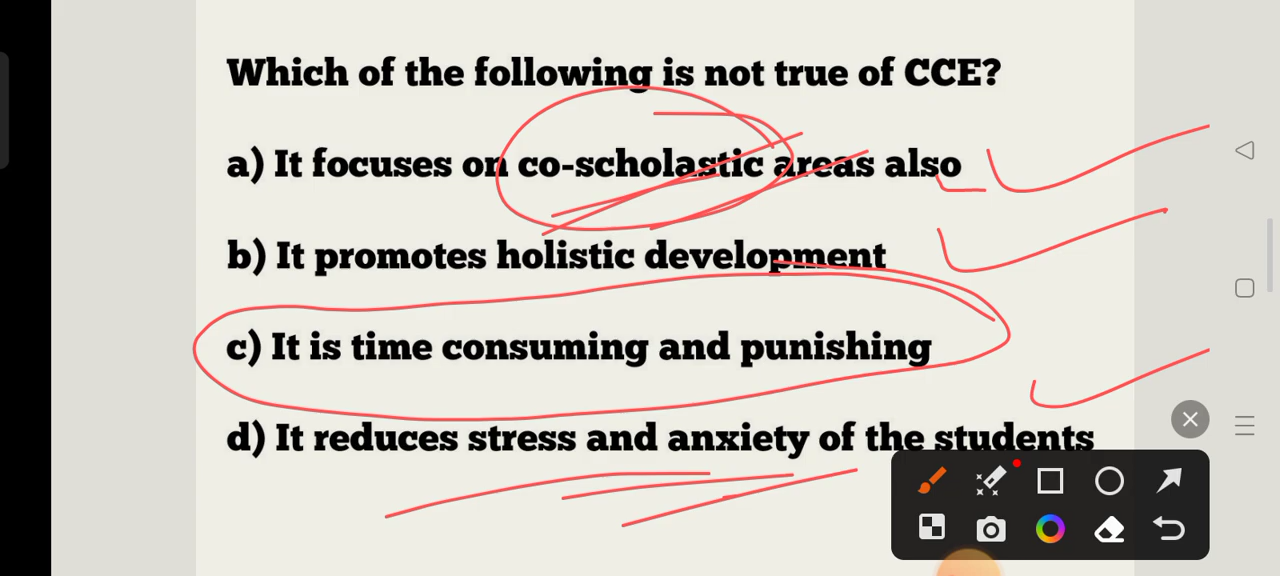 Which of the following is not true of CCE?
a) It focuses on co-scholastic areas also
b) It promotes holistic development
c) It is time consuming and punishing
d) It reduces stress and anxiety of the students